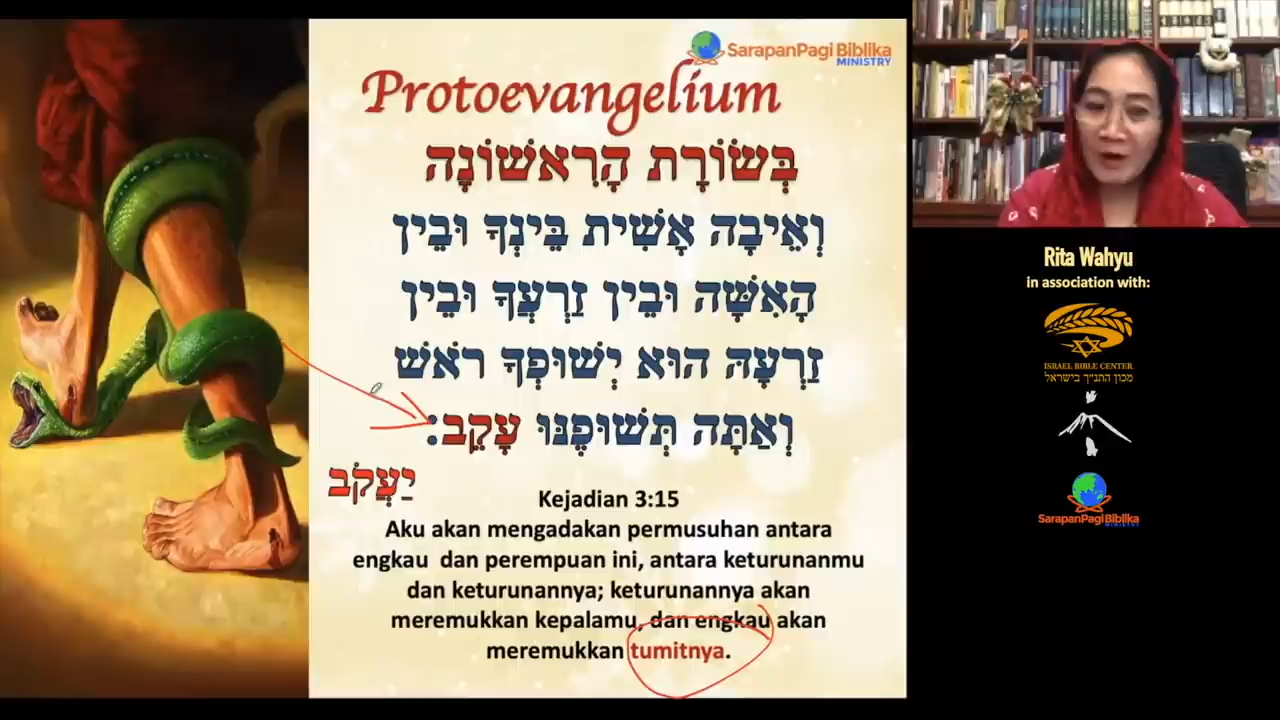 SarapanPagi Biblika
MINISTRY
Protoevangelium
בְּשׂוֹרָת הָרִאשׁוֹנָה
וְאֵיבָה אָשִׁית בֵּינְךָ וּבֵין
הָאִשָּׁה וּבֵין זַרְעֲךָ וּבֵין
זַרְעָהּ הוּא יְשׁוּפְךָ רֹאשׁ
וְאַתָּה תְּשׁוּפֶנּוּ עָקֵב׃
יַעֲקֹב
Kejadian 3:15
Aku akan mengadakan permusuhan antara
engkau dan perempuan ini, antara keturunanmu
dan keturunannya; keturunannya akan
meremukkan kepalamu, dan engkau akan
meremukkan tumitnya.
Rita Wahyu
in association with:
ISRAEL BIBLE CENTER
מכון התנ״ך בישראל
SarapanPagi Biblika
MINISTRY